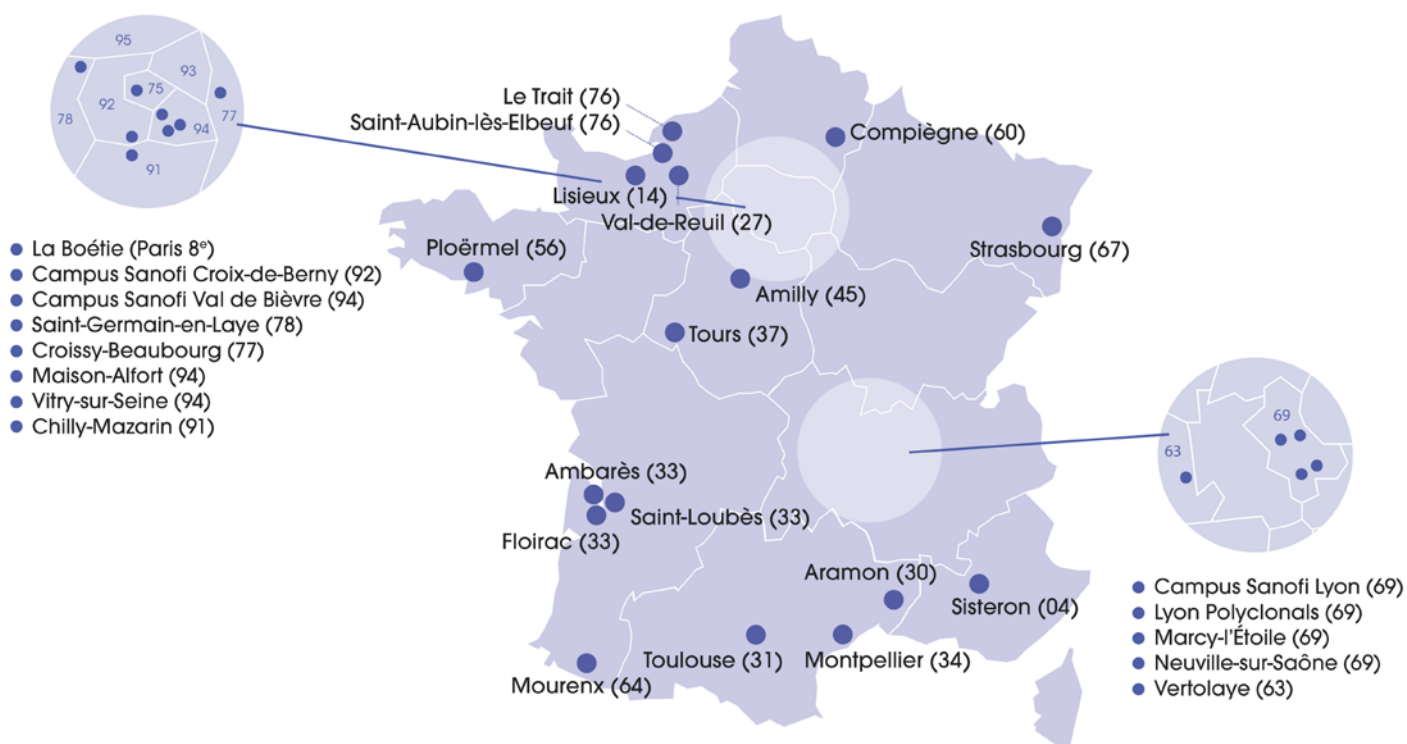 95
93
75
92
78
77
94
91
Le Trait (76)
Saint-Aubin-lès-Elbeuf (76)
Compiègne (60)
Lisieux (14)
Val-de-Reuil (27)
Ploërmel (56)
Strasbourg (67)
Amilly (45)
Tours (37)
La Boétie (Paris 8ᵉ)
Campus Sanofi Croix-de-Berny (92)
Campus Sanofi Val de Bièvre (94)
Saint-Germain-en-Laye (78)
Croissy-Beaubourg (77)
Maison-Alfort (94)
Vitry-sur-Seine (94)
Chilly-Mazarin (91)
69
63
Ambarès (33)
Saint-Loubès (33)
Floirac (33)
Aramon (30)
Sisteron (04)
Toulouse (31)
Montpellier (34)
Mourenx (64)
Campus Sanofi Lyon (69)
Lyon Polyclonals (69)
Marcy-l'Étoile (69)
Neuville-sur-Saône (69)
Vertolaye (63)